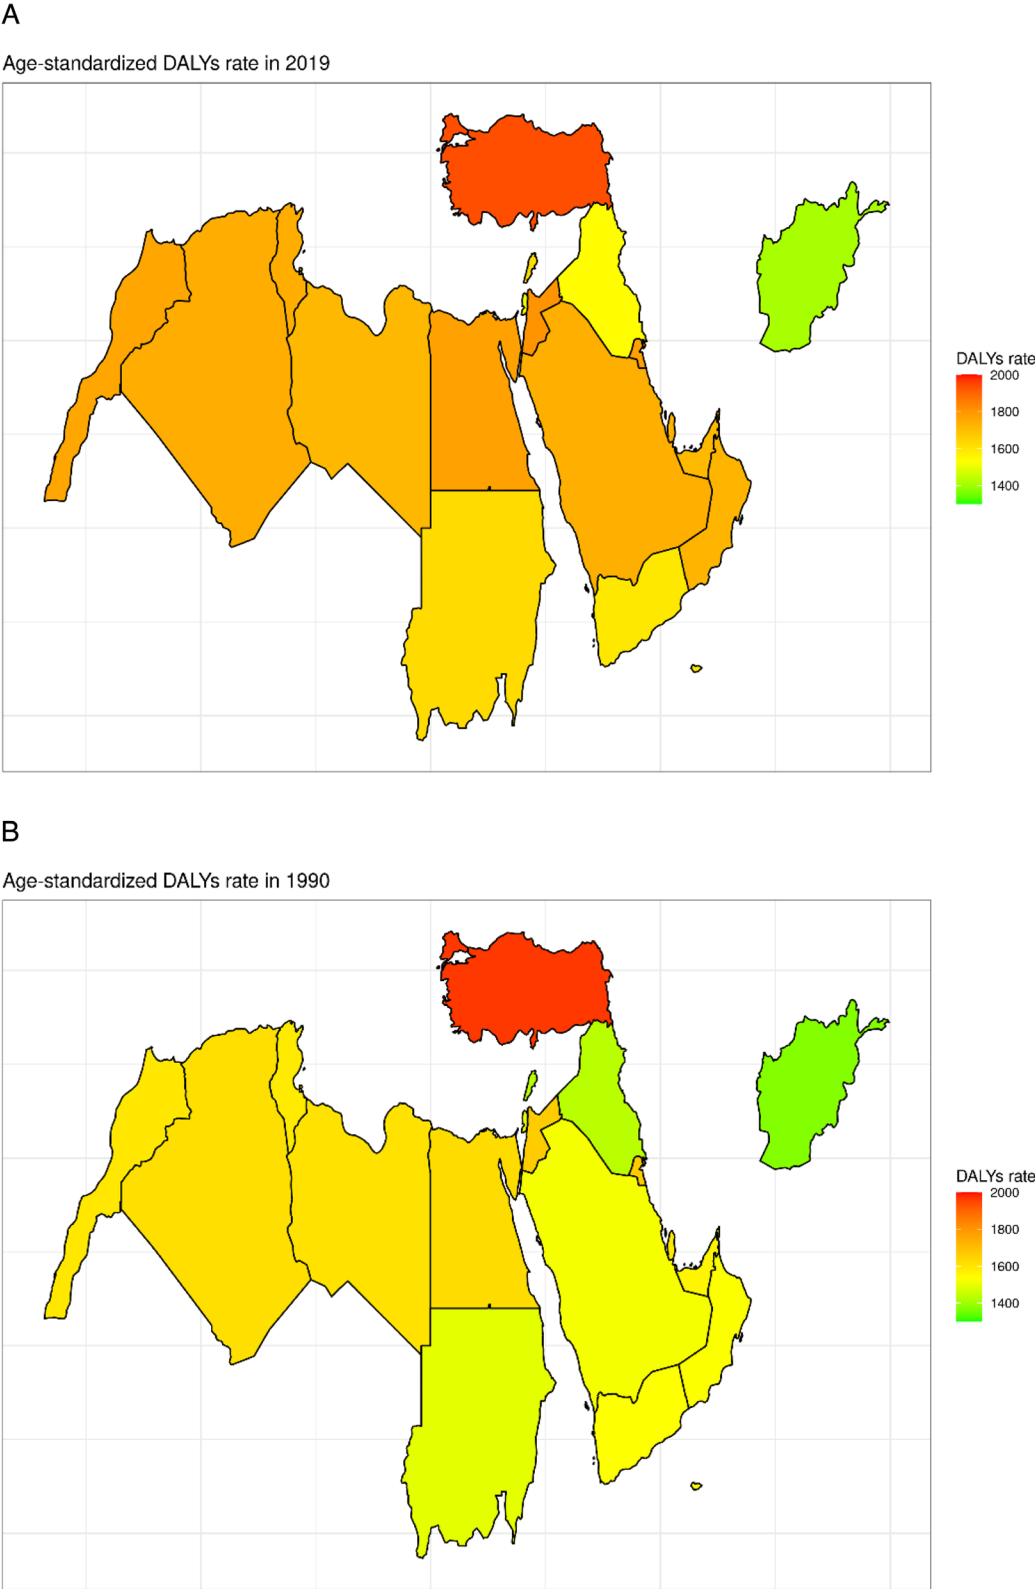 A
Age-standardized DALYs rate in 2019
DALYs rate
2000
1800
1600
1400
B
Age-standardized DALYs rate in 1990
DALYs rate
2000
1800
1600
1400